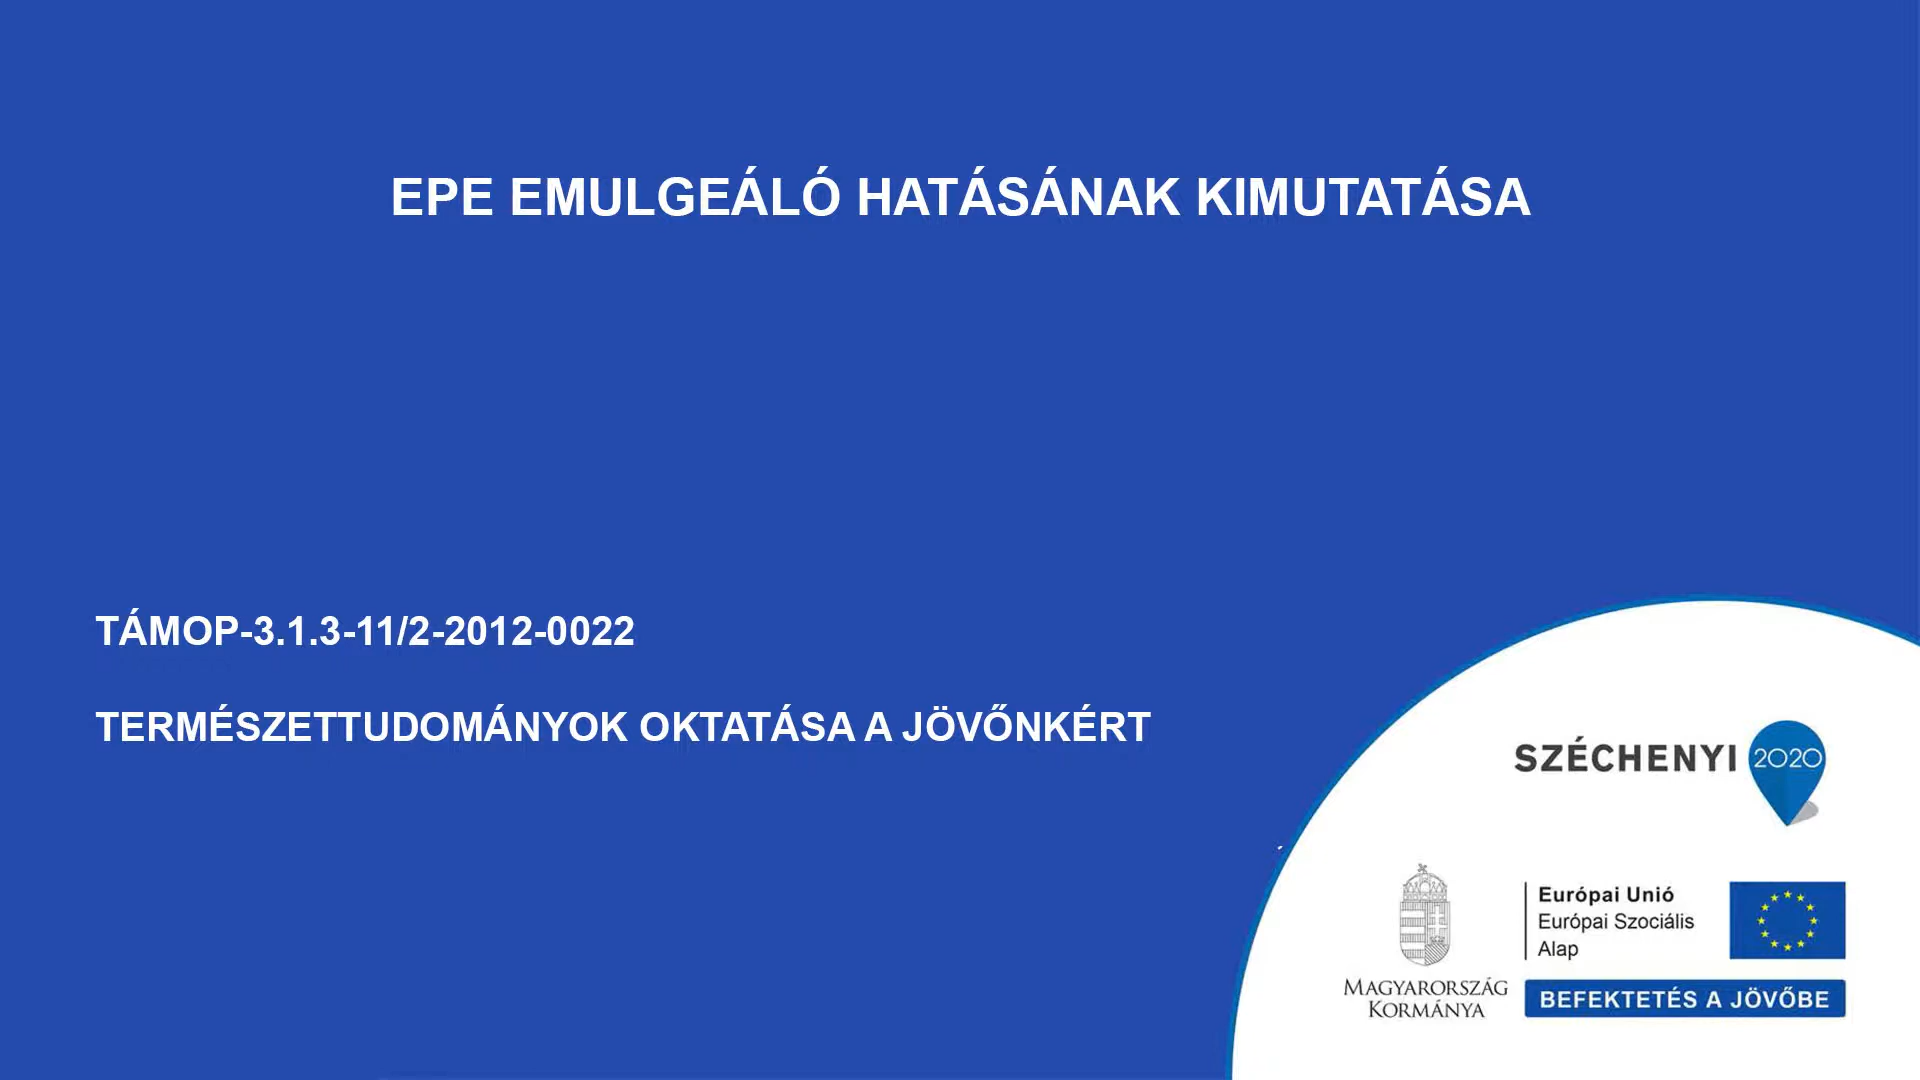 EPE EMULGEÁLÓ HATÁSÁNAK KIMUTATÁSA
TÁMOP-3.1.3-11/2-2012-0022
TERMÉSZETTUDOMÁNYOK OKTATÁSA A JÖVŐNKÉRT
SZÉCHENYI 2020
MAGYARORSZÁG
KORMÁNYA
Európai Unió
Európai Szociális
Alap
BEFEKTETÉS A JÖVŐBE